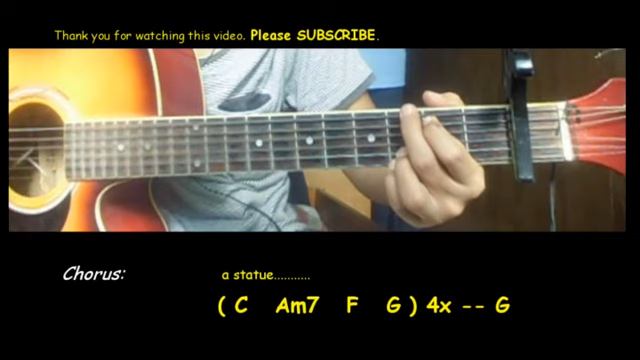 Thank you for watching this video. Please SUBSCRIBE.
Chorus: a statue...........
( C Am7 F G ) 4x -- G